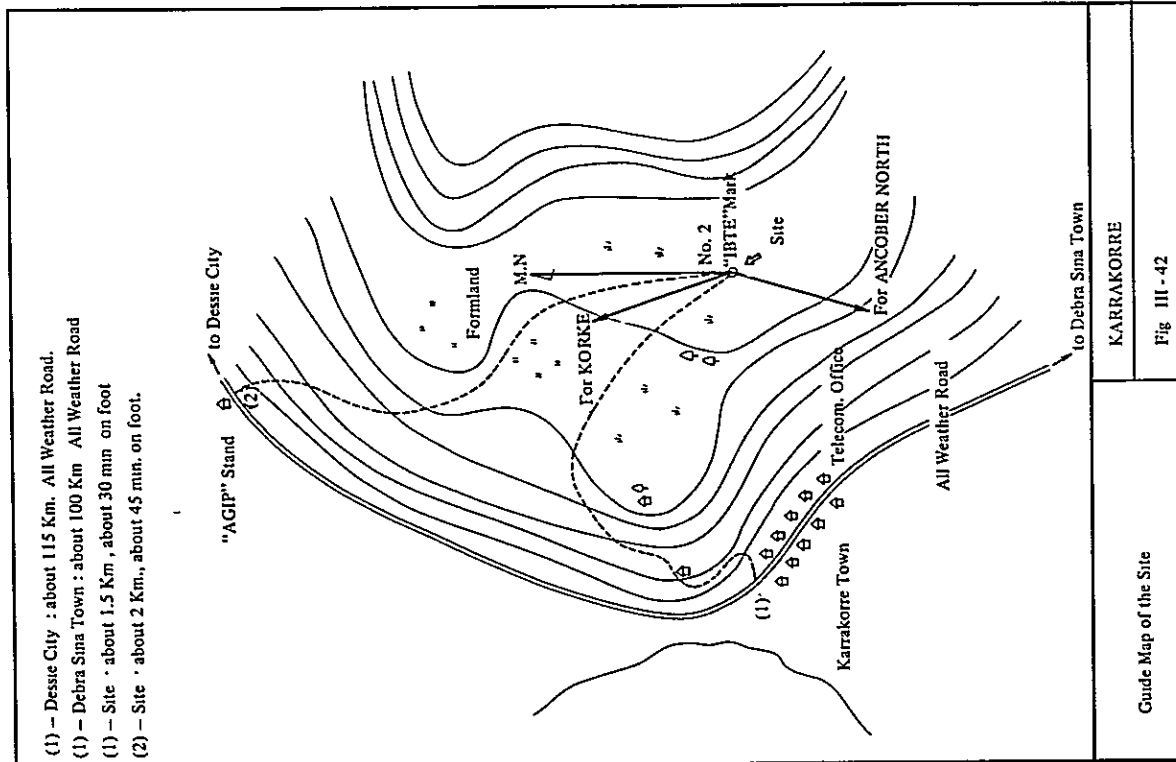 (1) – Dessie City : about 115 Km. All Weather Road.
(1) – Debra Sina Town : about 100 Km All Weather Road
(1) – Site · about 1.5 Km , about 30 min on foot
(2) – Site · about 2 Km., about 45 min. on foot.
to Dessie City
"AGIP" Stand
(2)
Formland
M.N
For KORKE
No. 2
"IBTE" Mark
Site
For ANCOBER NORTH
Telecom. Office
All Weather Road
(1)
Karrakorre Town
to Debra Sina Town
Guide Map of the Site
KARRAKORRE
Fig III - 42